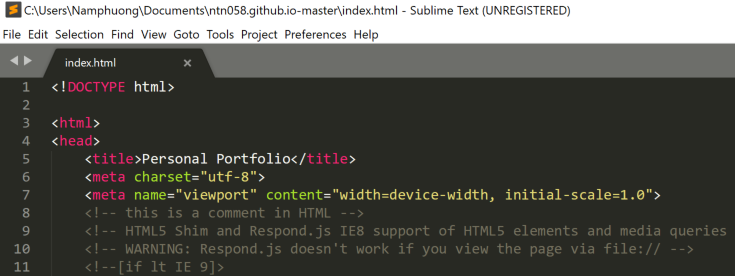 C:\Users\Namphuong\Documents\ntn058.github.io-master\index.html - Sublime Text (UNREGISTERED)
File Edit Selection Find View Goto Tools Project Preferences Help
index.html ×
1 <!DOCTYPE html>
2
3 <html>
4 <head>
5 <title>Personal Portfolio</title>
6 <meta charset="utf-8">
7 <meta name="viewport" content="width=device-width, initial-scale=1.0">
8 <!-- this is a comment in HTML -->
9 <!-- HTML5 Shim and Respond.js IE8 support of HTML5 elements and media queries
10 <!-- WARNING: Respond.js doesn't work if you view the page via file:// -->
11 <!--[if lt IE 9]>